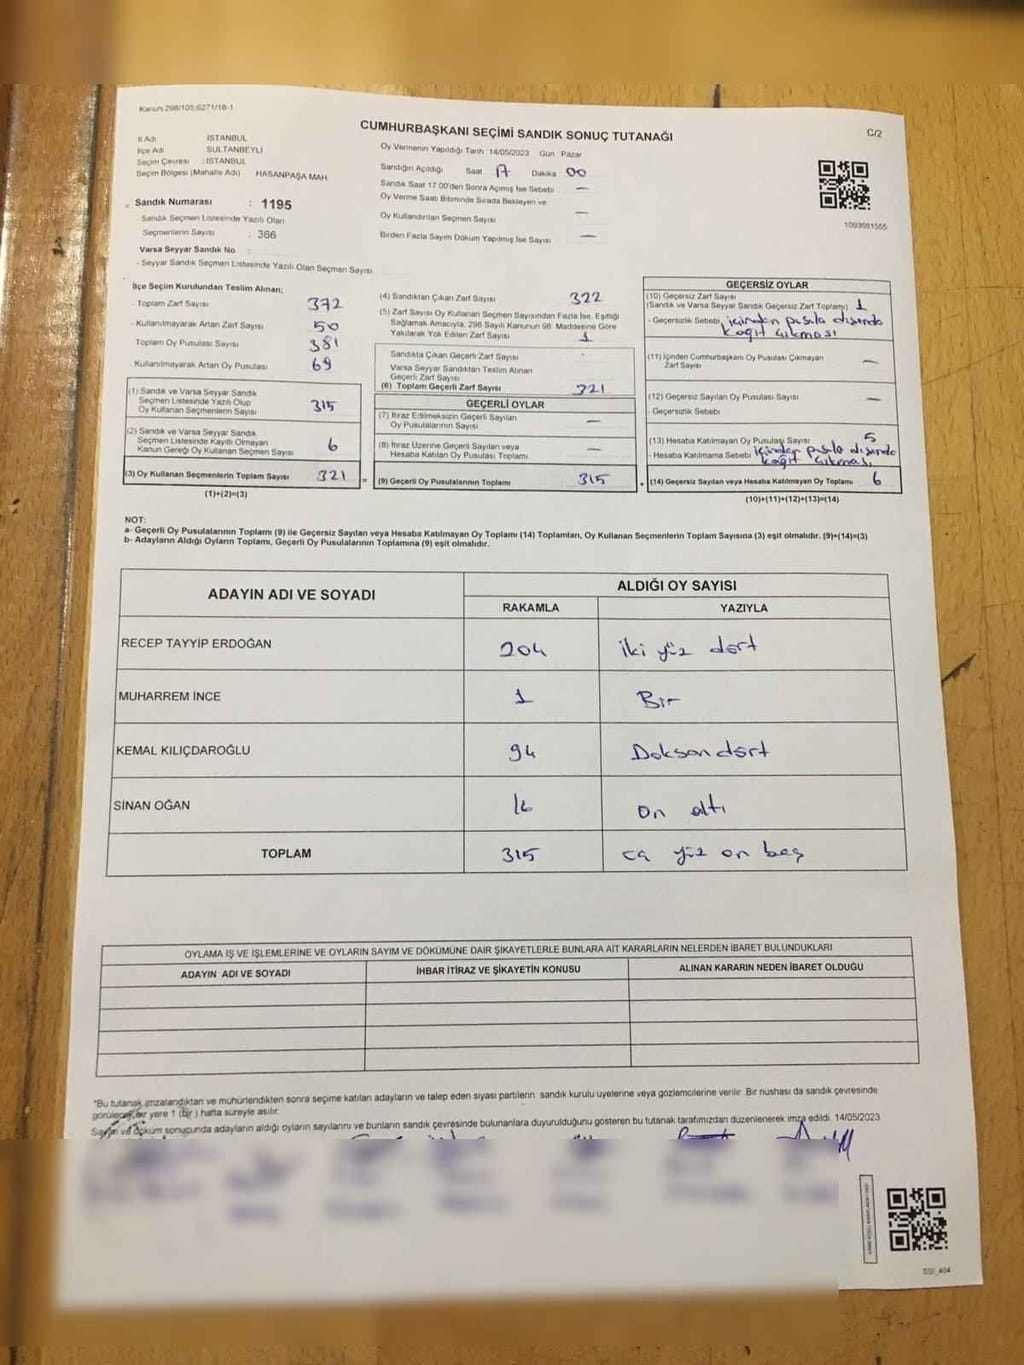 Kanun 298/105 6271/18-1
CUMHURBAŞKANI SEÇİMİ SANDIK SONUÇ TUTANAĞI
C/2
İl Adı İSTANBUL
İlçe Adı SULTANBEYLİ
Seçim Çevresi : İSTANBUL
Seçim Bölgesi (Mahalle Adı) HASANPAŞA MAH.
Sandık Numarası : 1195
- Sandık Seçmen Listesinde Yazılı Olan
Seçmenlerin Sayısı : 366
Varsa Seyyar Sandık No :
- Seyyar Sandık Seçmen Listesinde Yazılı Olan Seçmen Sayısı
Oy Vermenin Yapıldığı Tarih 14/05/2023 Gün Pazar
Sandığın Açıldığı Saat 17 Dakika 00
Sandık Saat 17.00'den Sonra Açımış İse Sebebi —
Oy Verme Saati Bitiminde Sırada Bekleyen ve
Oy Kullandırılan Seçmen Sayısı —
Birden Fazla Sayım Döküm Yapılmış İse Sayısı —
1093681565
İlçe Seçim Kurulundan Teslim Alınan;
- Toplam Zarf Sayısı 372
- Kullanılmayarak Artan Zarf Sayısı 50
Toplam Oy Pusulası Sayısı 381
- Kullanılmayarak Artan Oy Pusulası 69
(1) Sandık ve Varsa Seyyar Sandık
Seçmen Listesinde Yazılı Olup
Oy Kullanan Seçmenlerin Sayısı 315
(2) Sandık ve Varsa Seyyar Sandık
Seçmen Listesinde Kayıtlı Olmayan
Kanun Gereği Oy Kullanan Seçmen Sayısı 6
(3) Oy Kullanan Seçmenlerin Toplam Sayısı 321 =
(1)+(2)=(3)
(4) Sandıktan Çıkan Zarf Sayısı 322
(5) Zarf Sayısı Oy Kullanan Seçmen Sayısından Fazla İse, Eşitliği
Sağlamak Amacıyla, 298 Sayılı Kanunun 98. Maddesine Göre
Yakılarak Yok Edilen Zarf Sayısı 1
Sandıkta Çıkan Geçerli Zarf Sayısı
Varsa Seyyar Sandıktan Teslim Alınan
Geçerli Zarf Sayısı
(6) Toplam Geçerli Zarf Sayısı 321
GEÇERLİ OYLAR
(7) İtiraz Edilmeksizin Geçerli Sayılan
Oy Pusulalarının Sayısı —
(8) İtiraz Üzerine Geçerli Sayılan veya
Hesaba Katılan Oy Pusulası Toplamı —
(9) Geçerli Oy Pusulalarının Toplamı 315
GEÇERSİZ OYLAR
(10) Geçersiz Zarf Sayısı
(Sandık ve Varsa Seyyar Sandık Geçersiz Zarf Toplamı) 1
- Geçersizlik Sebebi içinden pusula dışında
kağıt çıkması
(11) İçinden Cumhurbaşkanı Oy Pusulası Çıkmayan
Zarf Sayısı —
(12) Geçersiz Sayılan Oy Pusulası Sayısı —
- Geçersizlik Sebebi
(13) Hesaba Katılmayan Oy Pusulası Sayısı 5
- Hesaba Katılmama Sebebi içinden pusula dışında
kağıt çıkması
(14) Geçersiz Sayılan veya Hesaba Katılmayan Oy Toplamı 6
(10)+(11)+(12)+(13)=(14)
NOT:
a- Geçerli Oy Pusulalarının Toplamı (9) ile Geçersiz Sayılan veya Hesaba Katılmayan Oy Toplamı (14) Toplamları, Oy Kullanan Seçmenlerin Toplam Sayısına (3) eşit olmalıdır. (9)+(14)=(3)
b- Adayların Aldığı Oyların Toplamı, Geçerli Oy Pusulalarının Toplamına (9) eşit olmalıdır.
ADAYIN ADI VE SOYADI
ALDIĞI OY SAYISI
RAKAMLA YAZIYLA
RECEP TAYYİP ERDOĞAN 204 iki yüz dört
MUHARREM İNCE 1 Bir
KEMAL KILIÇDAROĞLU 94 Doksan dört
SİNAN OĞAN 16 on altı
TOPLAM 315 üç yüz on beş
OYLAMA İŞ VE İŞLEMLERİNE VE OYLARIN SAYIM VE DÖKÜMÜNE DAİR ŞİKAYETLERLE BUNLARA AİT KARARLARIN NELERDEN İBARET BULUNDUKLARI
ADAYIN ADI VE SOYADI İHBAR İTİRAZ VE ŞİKAYETİN KONUSU ALINAN KARARIN NEDEN İBARET OLDUĞU
"Bu tutanak imzalandıktan ve mühürlendikten sonra seçime katılan adayların ve talep eden siyasi partilerin sandık kurulu üyelerine veya gözlemcilerine verilir. Bir nüshası da sandık çevresinde
görülecek bir yere 1 (bir) hafta süreyle asılır.
Sayım ve döküm sonucunda adayların aldığı oyların sayılarını ve bunların sandık çevresinde bulunanlara duyurulduğunu gösteren bu tutanak tarafımızdan düzenlenerek imza edildi. 14/05/2023
SSI_464